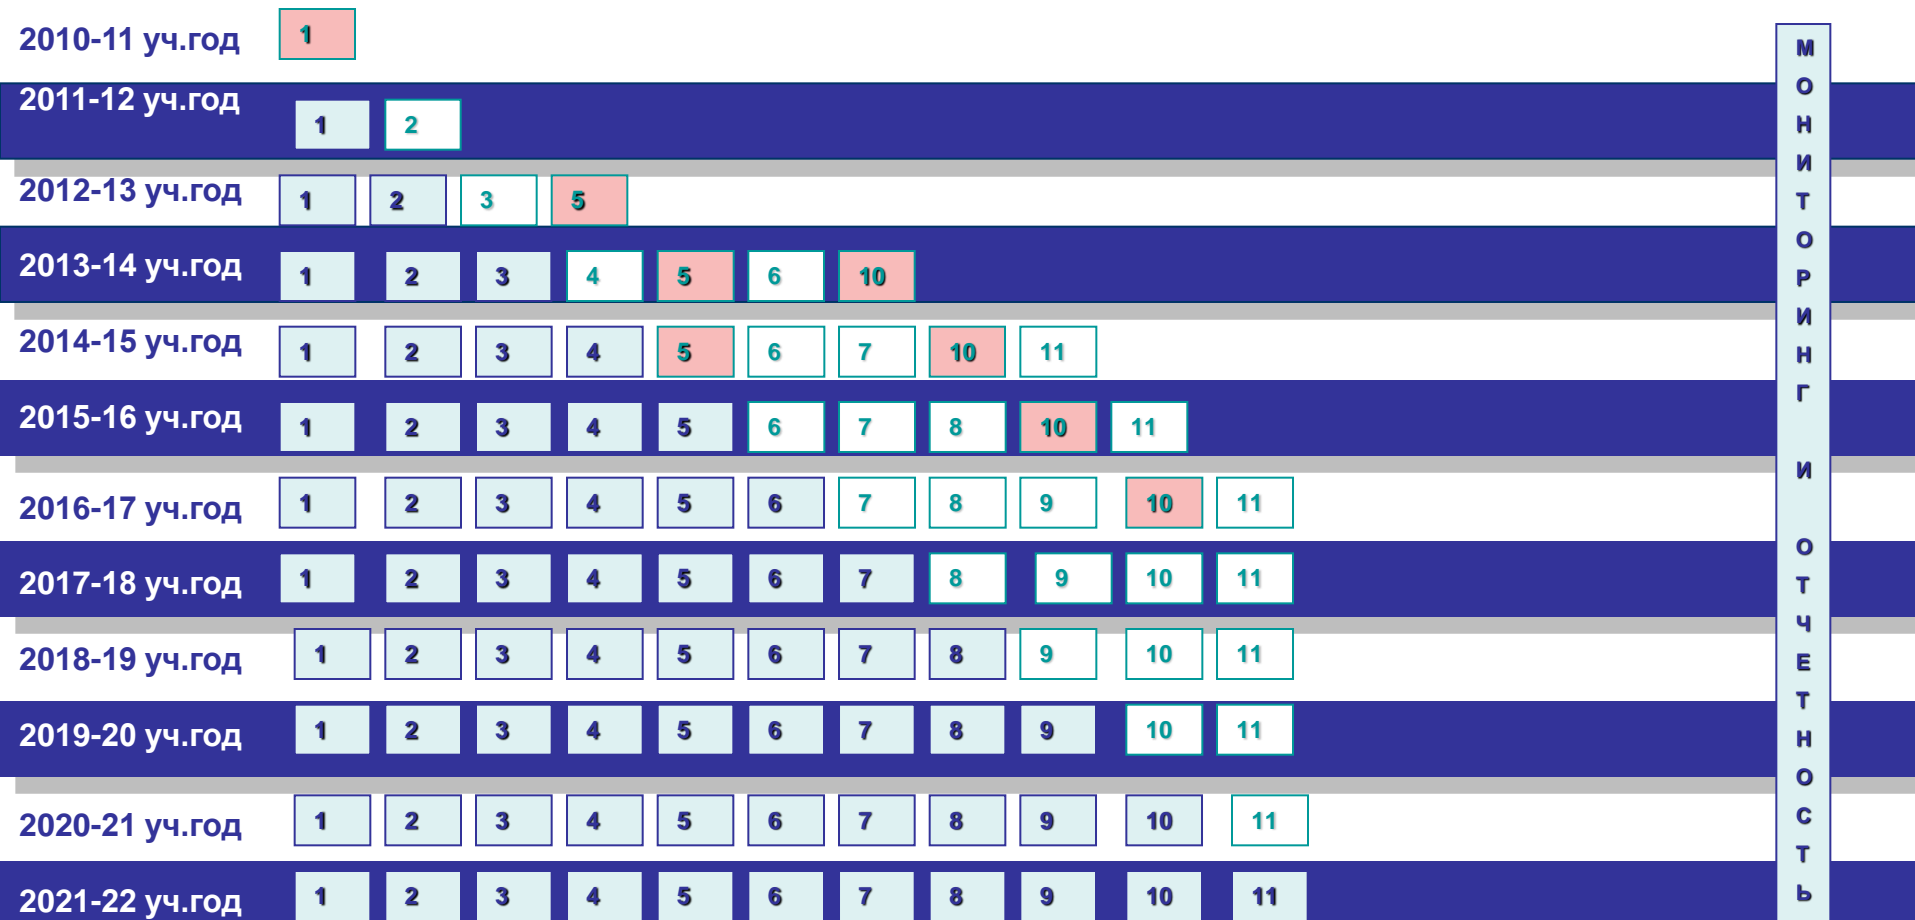 2010-11 уч.год 1
2011-12 уч.год 1 2
2012-13 уч.год 1 2 3 5
2013-14 уч.год 1 2 3 4 5 6 10
2014-15 уч.год 1 2 3 4 5 6 7 10 11
2015-16 уч.год 1 2 3 4 5 6 7 8 10 11
2016-17 уч.год 1 2 3 4 5 6 7 8 9 10 11
2017-18 уч.год 1 2 3 4 5 6 7 8 9 10 11
2018-19 уч.год 1 2 3 4 5 6 7 8 9 10 11
2019-20 уч.год 1 2 3 4 5 6 7 8 9 10 11
2020-21 уч.год 1 2 3 4 5 6 7 8 9 10 11
2021-22 уч.год 1 2 3 4 5 6 7 8 9 10 11
МОНИТОРИНГ И ОТЧЕТНОСТЬ